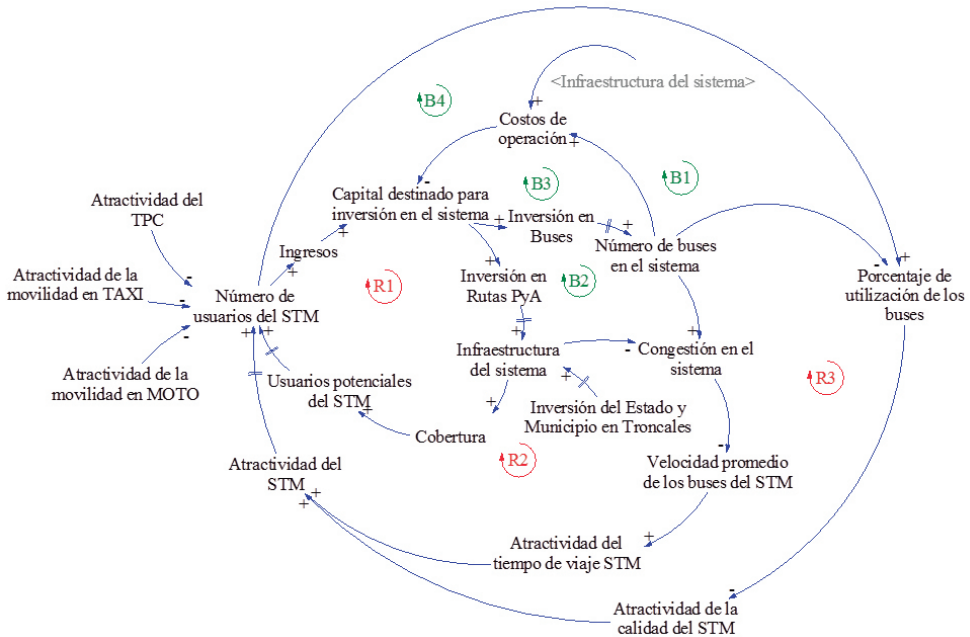 B4
<Infraestructura del sistema>
Costos de
operación
B3
B1
Atractividad del
TPC
Capital destinado para
inversión en el sistema
Inversión en
Buses
Número de buses
en el sistema
Ingresos
Atractividad de la
movilidad en TAXI
Número de
usuarios del STM
R1
Inversión en
Rutas PyA
B2
Porcentaje de
utilización de los
buses
Atractividad de la
movilidad en MOTO
Usuarios potenciales
del STM
Infraestructura
del sistema
Congestión en el
sistema
R3
Inversión del Estado y
Municipio en Troncales
Cobertura
R2
Atractividad del
STM
Velocidad promedio
de los buses del STM
Atractividad del
tiempo de viaje STM
Atractividad de la
calidad del STM